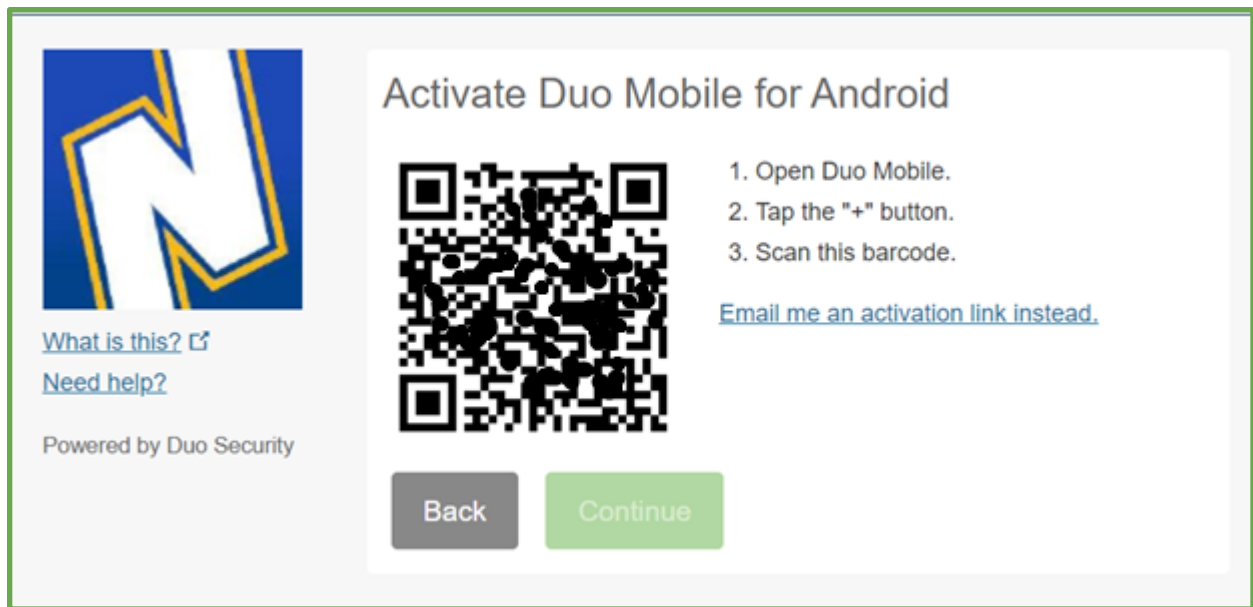 Activate Duo Mobile for Android
1. Open Duo Mobile.
2. Tap the "+" button.
3. Scan this barcode.
Email me an activation link instead.
What is this?
Need help?
Powered by Duo Security
Back
Continue